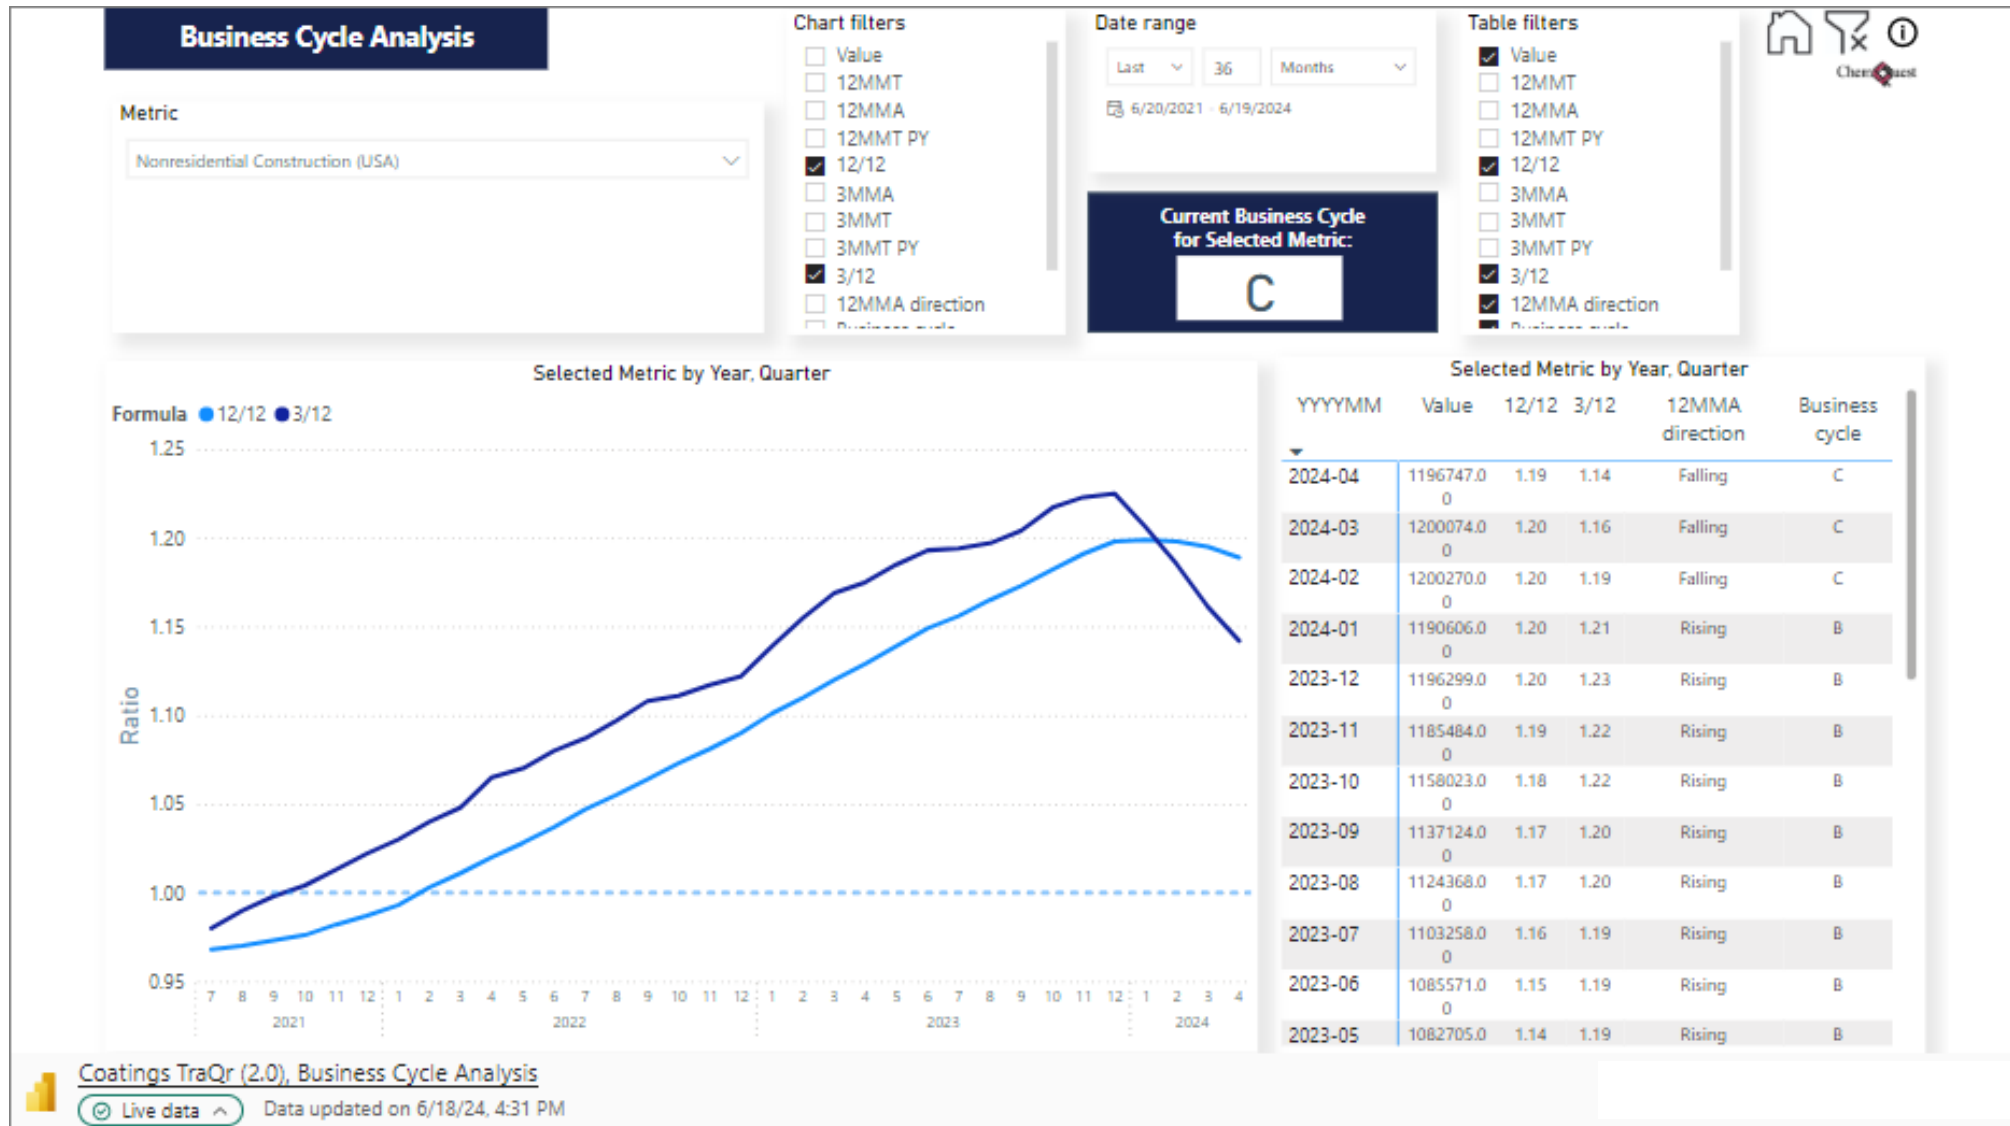 Business Cycle Analysis
Metric
Nonresidential Construction (USA)
Chart filters
Value
12MMT
12MMA
12MMT PY
12/12
3MMA
3MMT
3MMT PY
3/12
12MMA direction
Business cycle
Date range
Last 36 Months
6/20/2021 - 6/19/2024
Current Business Cycle
for Selected Metric:
C
Table filters
Value
12MMT
12MMA
12MMT PY
12/12
3MMA
3MMT
3MMT PY
3/12
12MMA direction
Business cycle
ChemQuest
Selected Metric by Year, Quarter
Formula 12/12 3/12
Ratio
1.25
1.20
1.15
1.10
1.05
1.00
0.95
7 8 9 10 11 12 1 2 3 4 5 6 7 8 9 10 11 12 1 2 3 4 5 6 7 8 9 10 11 12 1 2 3 4
2021 2022 2023 2024
Selected Metric by Year, Quarter
YYYYMM Value 12/12 3/12 12MMA Business
direction cycle
2024-04 1196747.0 1.19 1.14 Falling C
0
2024-03 1200074.0 1.20 1.16 Falling C
0
2024-02 1200270.0 1.20 1.19 Falling C
0
2024-01 1190606.0 1.20 1.21 Rising B
0
2023-12 1196299.0 1.20 1.23 Rising B
0
2023-11 1185484.0 1.19 1.22 Rising B
0
2023-10 1158023.0 1.18 1.22 Rising B
0
2023-09 1137124.0 1.17 1.20 Rising B
0
2023-08 1124368.0 1.17 1.20 Rising B
0
2023-07 1103258.0 1.16 1.19 Rising B
0
2023-06 1085571.0 1.15 1.19 Rising B
0
2023-05 1082705.0 1.14 1.19 Rising B
Coatings TraQr (2.0), Business Cycle Analysis
Live data Data updated on 6/18/24, 4:31 PM